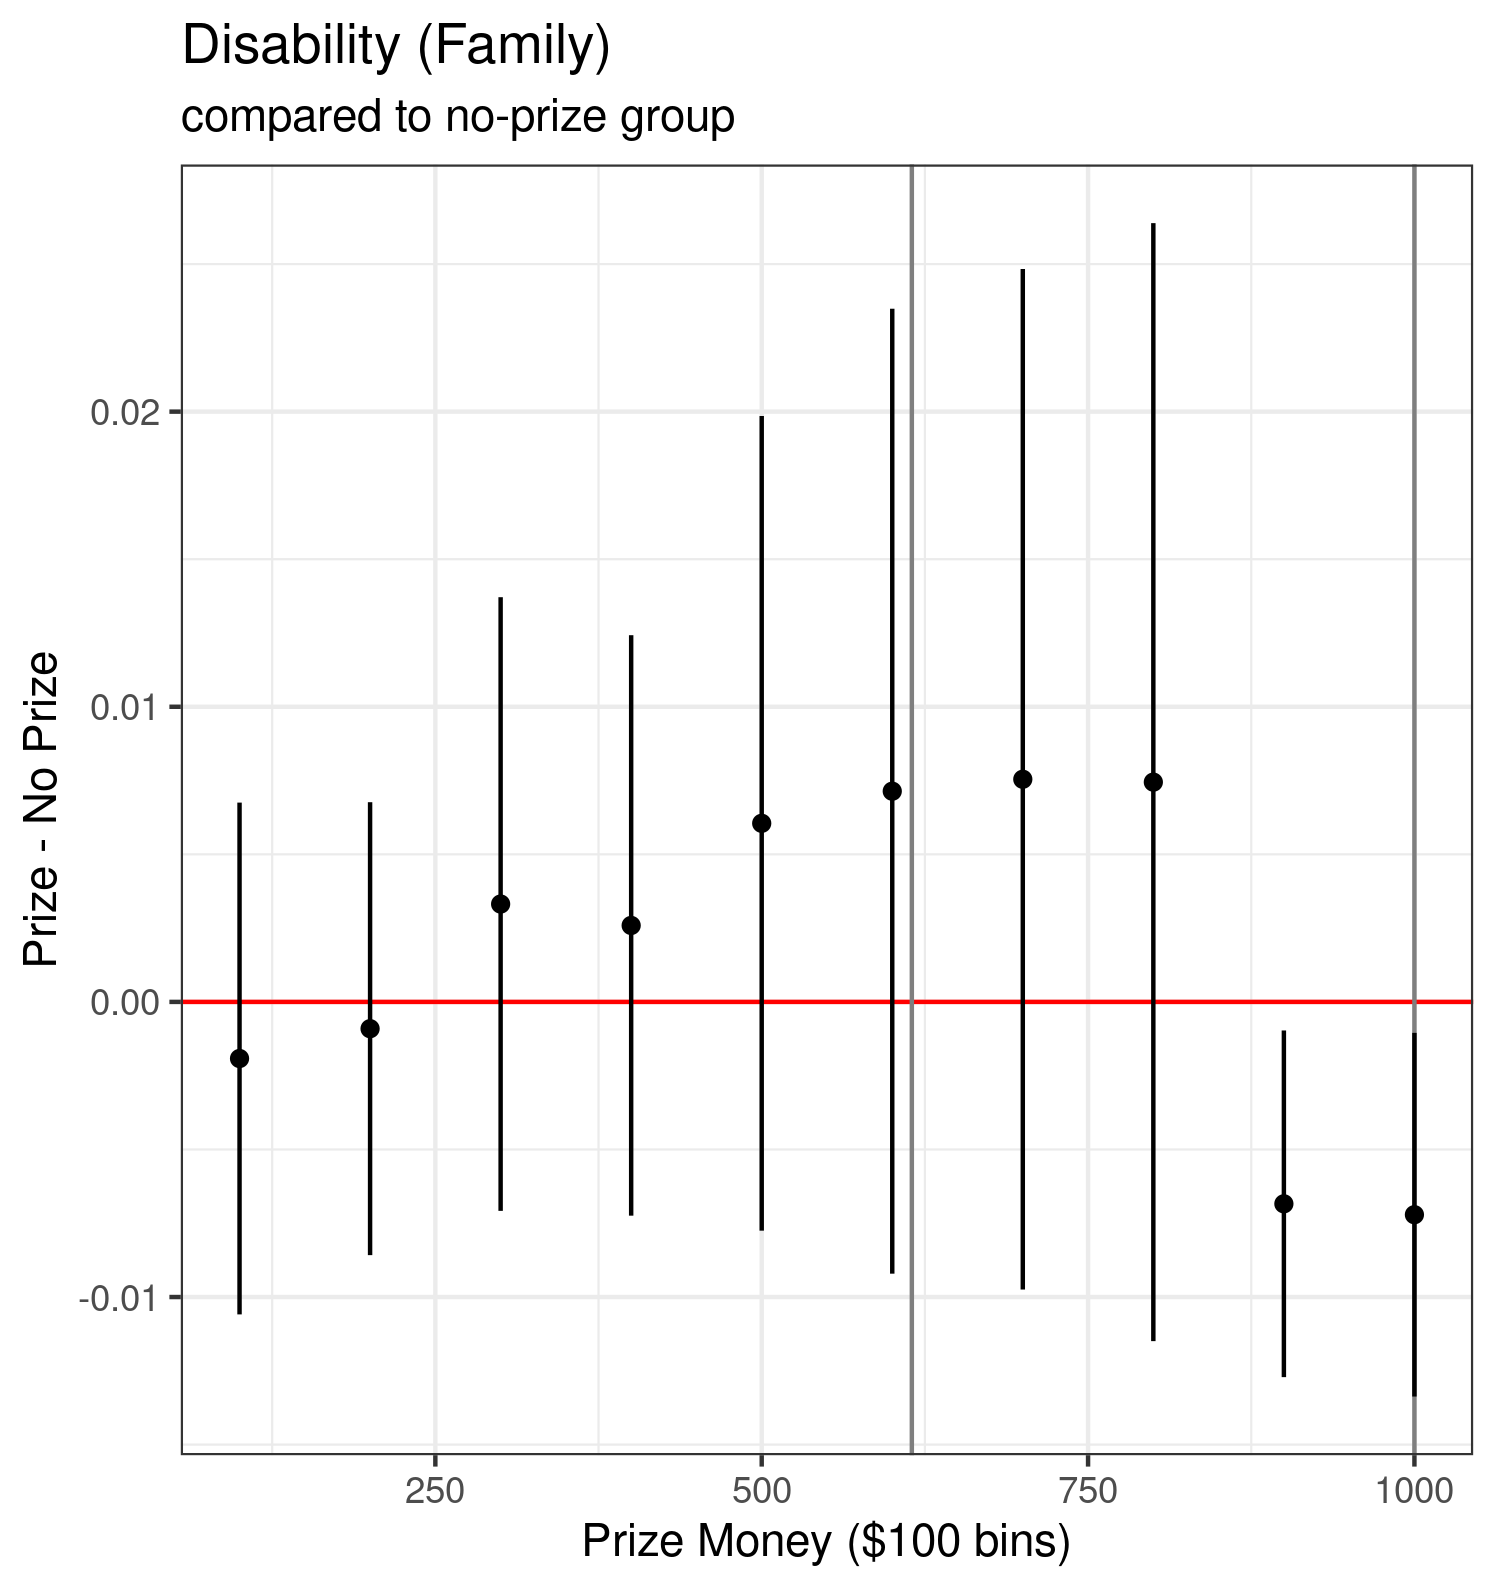 Disability (Family)
compared to no-prize group
Prize - No Prize
0.02
0.01
0.00
-0.01
250 500 750 1000
Prize Money ($100 bins)